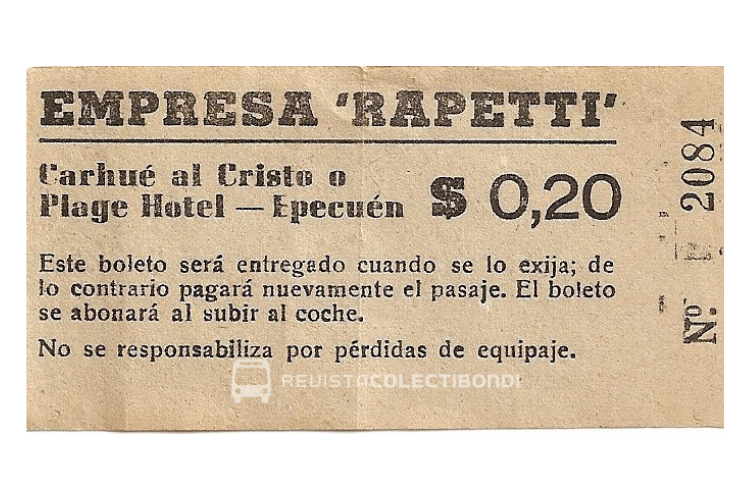 EMPRESA 'RAPETTI'
Carhué al Cristo o
Plage Hotel — Epecuén
$ 0,20
Este boleto será entregado cuando se lo exija; de
lo contrario pagará nuevamente el pasaje. El boleto
se abonará al subir al coche.
No se responsabiliza por pérdidas de equipaje.
Nº 2084
REVISTACOLECTIBONDI